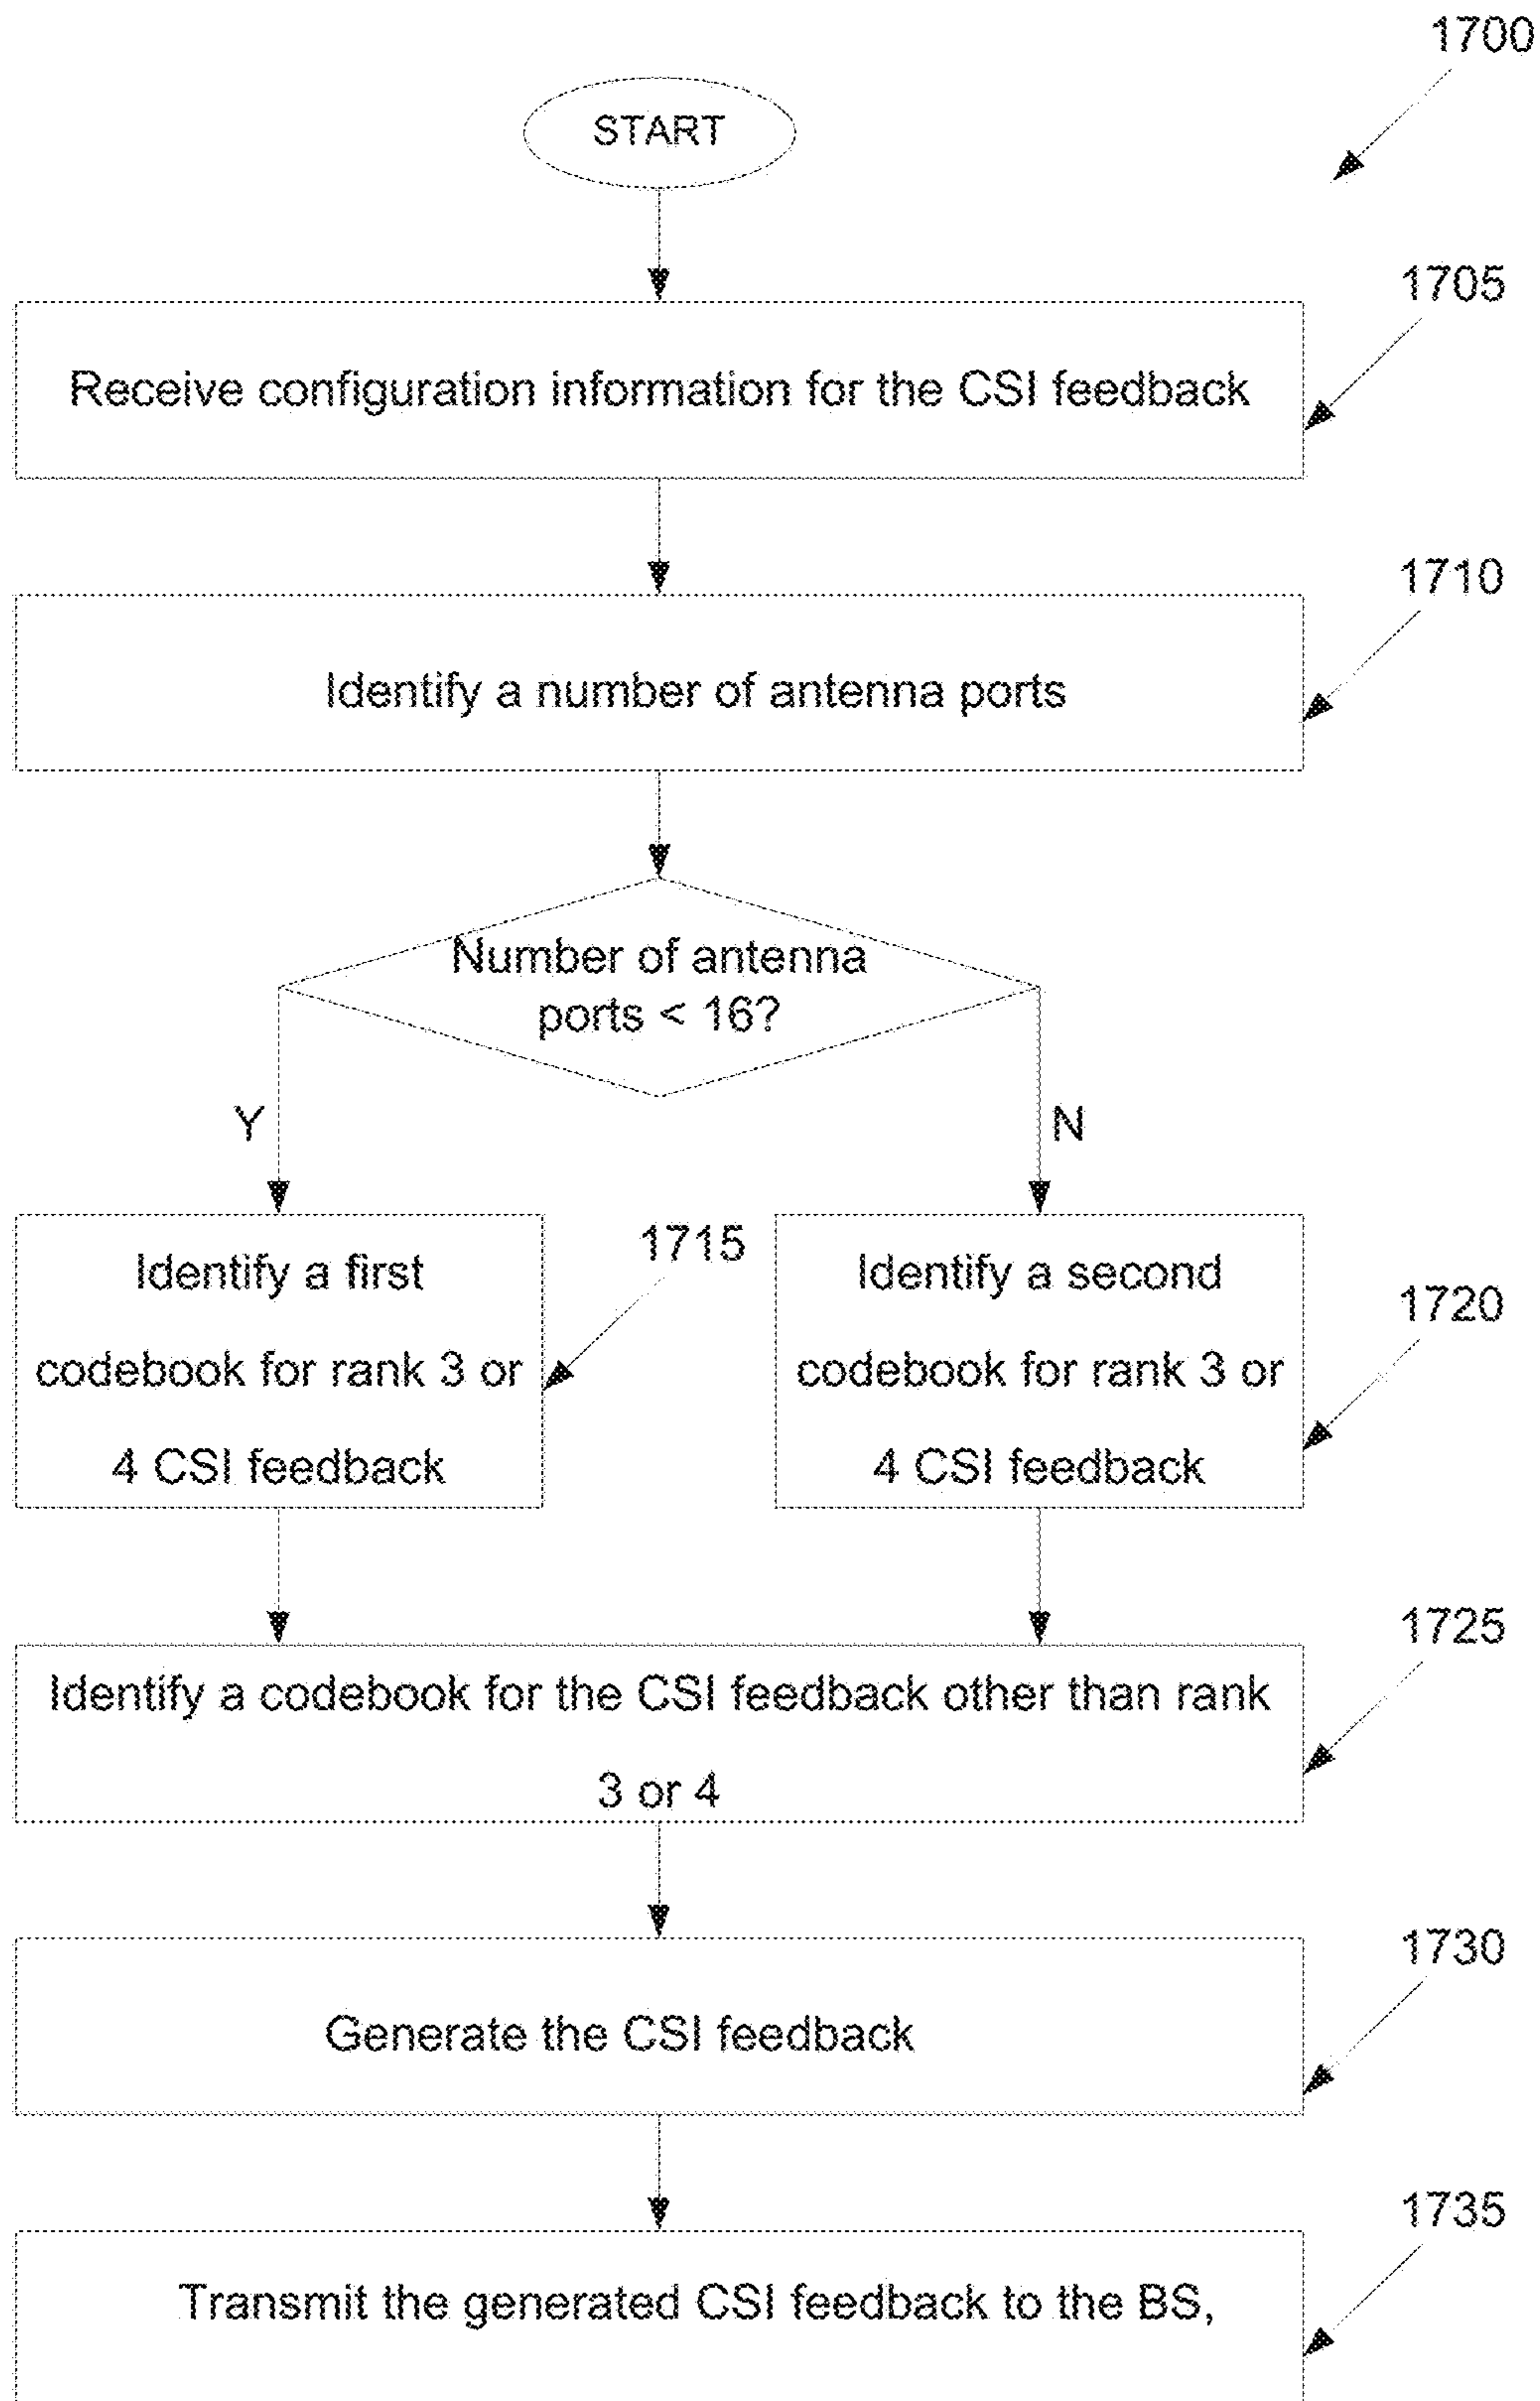 1700
START
1705
Receive configuration information for the CSI feedback
1710
Identify a number of antenna ports
Number of antenna
ports < 16?
Y
N
Identify a first
codebook for rank 3 or
4 CSI feedback
1715
Identify a second
codebook for rank 3 or
4 CSI feedback
1720
1725
Identify a codebook for the CSI feedback other than rank
3 or 4
1730
Generate the CSI feedback
1735
Transmit the generated CSI feedback to the BS,